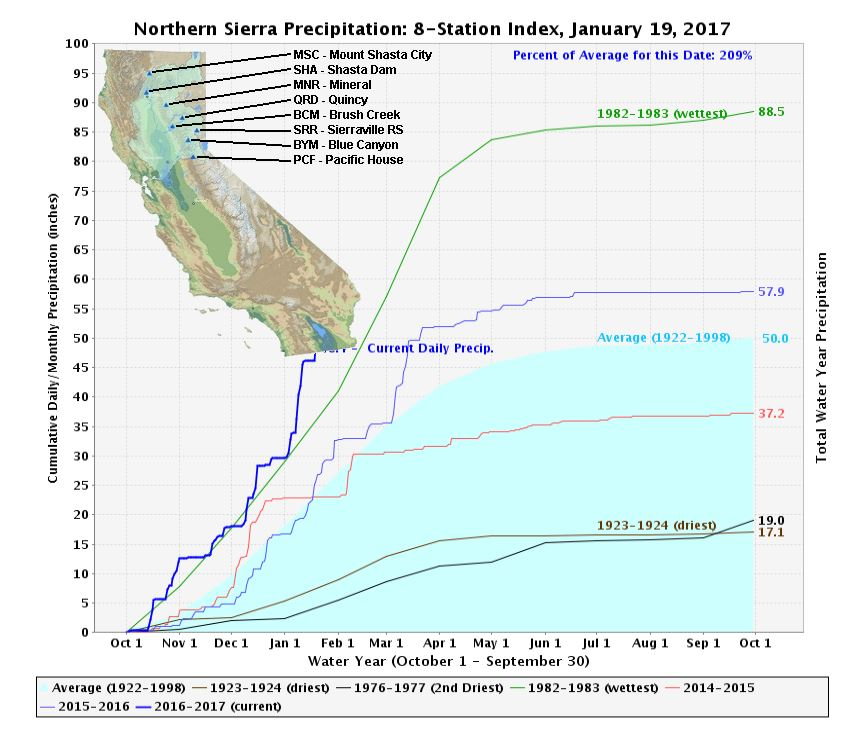 Northern Sierra Precipitation: 8-Station Index, January 19, 2017
Percent of Average for this Date: 209%
MSC - Mount Shasta City
SHA - Shasta Dam
MNR - Mineral
QRD - Quincy
BCM - Brush Creek
SRR - Sierraville RS
BYM - Blue Canyon
PCF - Pacific House
Cumulative Daily/Monthly Precipitation (inches)
100
95
90
85
80
75
70
65
60
55
50
45
40
35
30
25
20
15
10
5
0
1982-1983 (wettest)
88.5
57.9
Average (1922-1998)
50.0
Current Daily Precip.
37.2
1923-1924 (driest)
19.0
17.1
Total Water Year Precipitation
Oct 1 Nov 1 Dec 1 Jan 1 Feb 1 Mar 1 Apr 1 May 1 Jun 1 Jul 1 Aug 1 Sep 1 Oct 1
Water Year (October 1 - September 30)
Average (1922-1998) 1923-1924 (driest) 1976-1977 (2nd Driest) 1982-1983 (wettest) 2014-2015
2015-2016 2016-2017 (current)